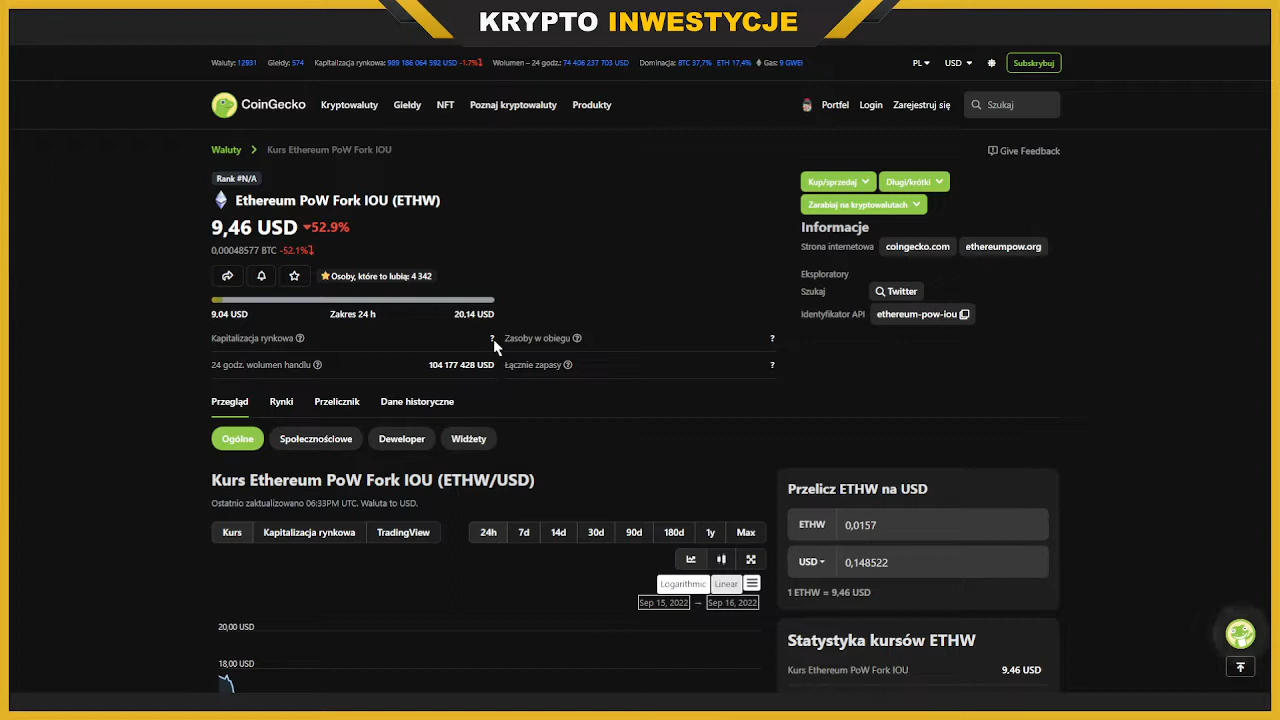 KRYPTO INWESTYCJE
Waluty: 12931 Giełdy: 574 Kapitalizacja rynkowa: 989 186 064 592 USD -1.7% Wolumen – 24 godz.: 74 406 237 703 USD Dominacja: BTC 37,7% ETH 17,4% Gas: 9 GWEI PL USD Subskrybuj
CoinGecko Kryptowaluty Giełdy NFT Poznaj kryptowaluty Produkty Portfel Login Zarejestruj się Szukaj
Waluty > Kurs Ethereum PoW Fork IOU Give Feedback
Rank #N/A
Ethereum PoW Fork IOU (ETHW)
9,46 USD 52.9%
0,00048577 BTC -52.1%
Osoby, które to lubią: 4 342
9.04 USD Zakres 24 h 20.14 USD
Kapitalizacja rynkowa ? ? Zasoby w obiegu ? ?
24 godz. wolumen handlu ? 104 177 428 USD Łącznie zapasy ? ?
Kup/sprzedaj Długi/krótki
Zarabiaj na kryptowalutach
Informacje
Strona internetowa coingecko.com ethereumpow.org
Eksploratory
Szukaj Twitter
Identyfikator API ethereum-pow-iou
Przegląd Rynki Przelicznik Dane historyczne
Ogólne Społecznościowe Deweloper Widżety
Kurs Ethereum PoW Fork IOU (ETHW/USD)
Ostatnio zaktualizowano 06:33PM UTC. Waluta to USD.
Kurs Kapitalizacja rynkowa TradingView 24h 7d 14d 30d 90d 180d 1y Max
Logarithmic Linear
Sep 15, 2022 → Sep 16, 2022
20,00 USD
18,00 USD
Przelicz ETHW na USD
ETHW 0,0157
USD 0,148522
1 ETHW = 9,46 USD
Statystyka kursów ETHW
Kurs Ethereum PoW Fork IOU 9.46 USD